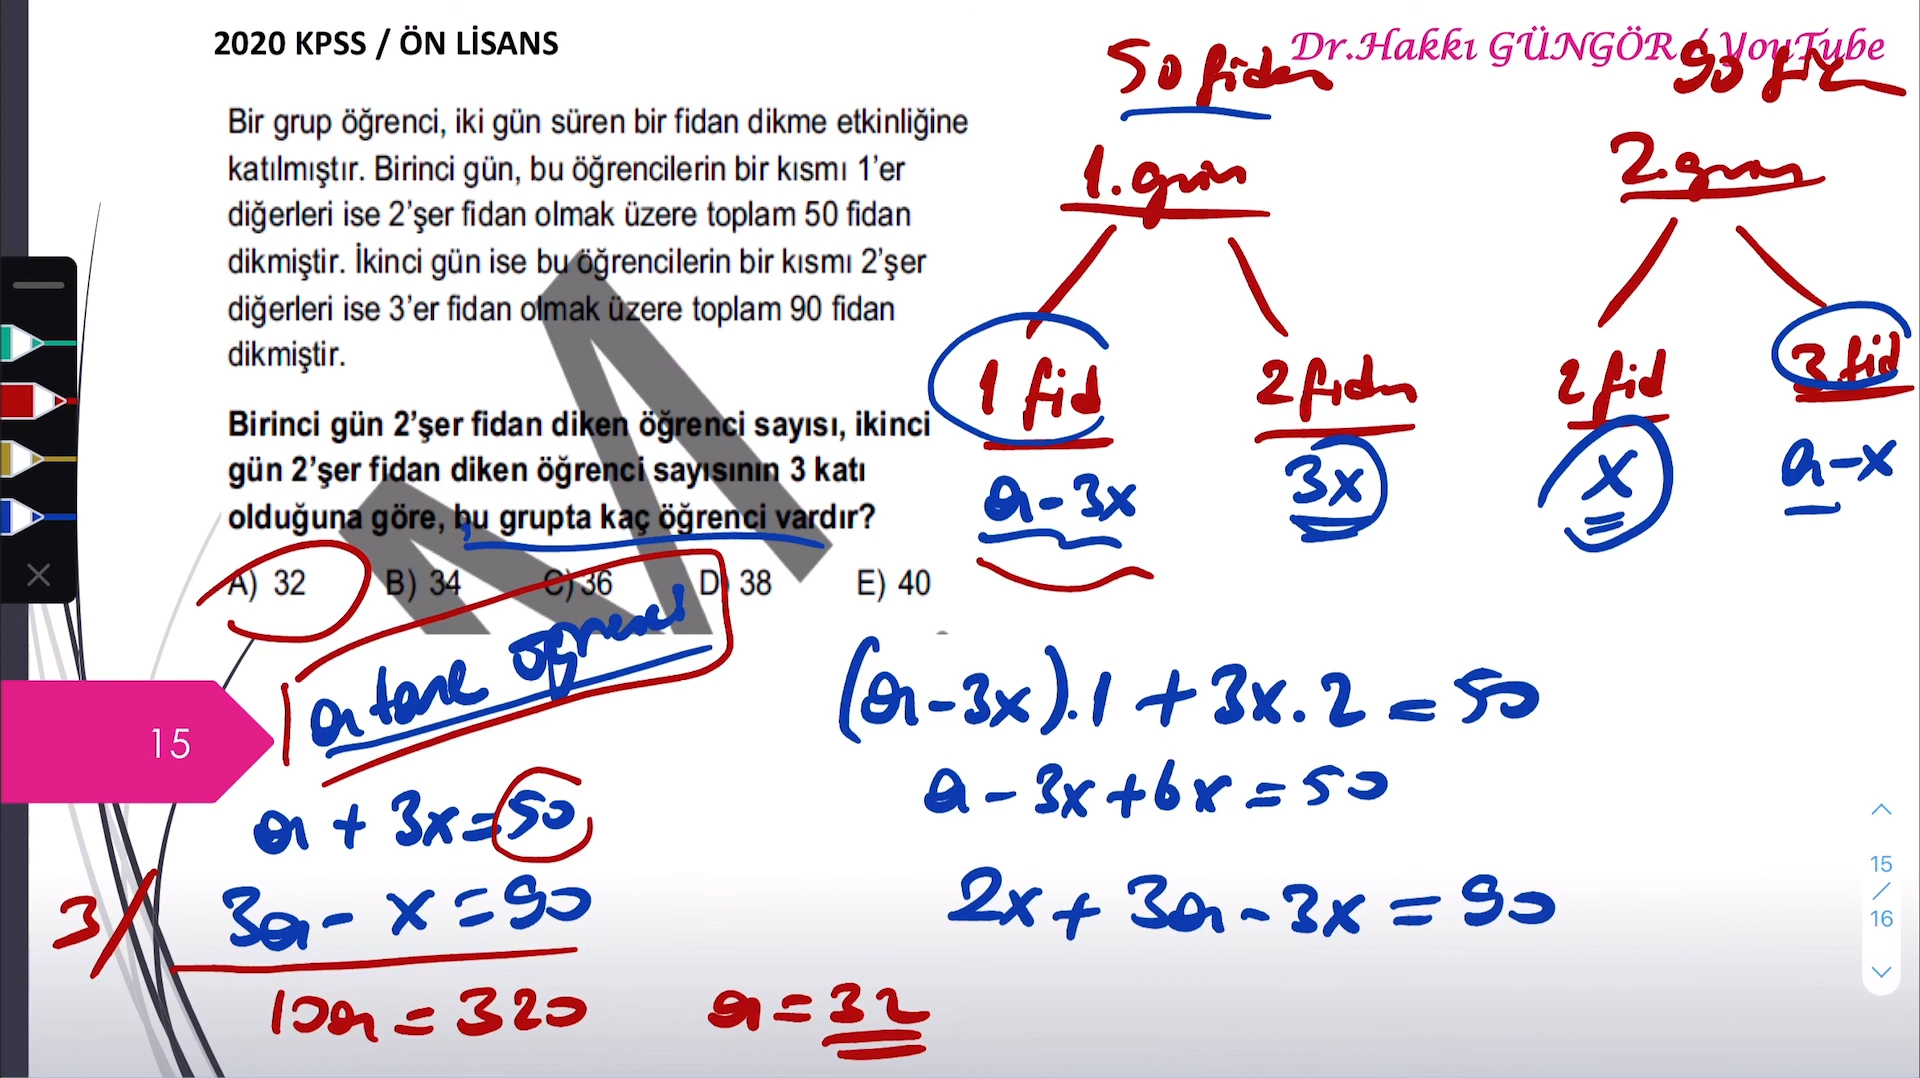 2020 KPSS / ÖN LİSANS
Dr.Hakkı GÜNGÖR / YouTube
50 fidan
90
1.gün
2.gün
Bir grup öğrenci, iki gün süren bir fidan dikme etkinliğine
katılmıştır. Birinci gün, bu öğrencilerin bir kısmı 1’er
diğerleri ise 2’şer fidan olmak üzere toplam 50 fidan
dikmiştir. İkinci gün ise bu öğrencilerin bir kısmı 2’şer
diğerleri ise 3’er fidan olmak üzere toplam 90 fidan
dikmiştir.
Birinci gün 2’şer fidan diken öğrenci sayısı, ikinci
gün 2’şer fidan diken öğrenci sayısının 3 katı
olduğuna göre, bu grupta kaç öğrenci vardır?
A) 32 B) 34 C) 36 D) 38 E) 40
1 fid 2 fidan 2 fid 3 fid
a-3x 3x x a-x
a tane öğrenci
(a-3x).1 + 3x.2 = 50
a-3x+6x=50
2x+3a-3x=90
15
a+3x=50
3/ 3a-x=90
10a=320 a=32
15
/
16